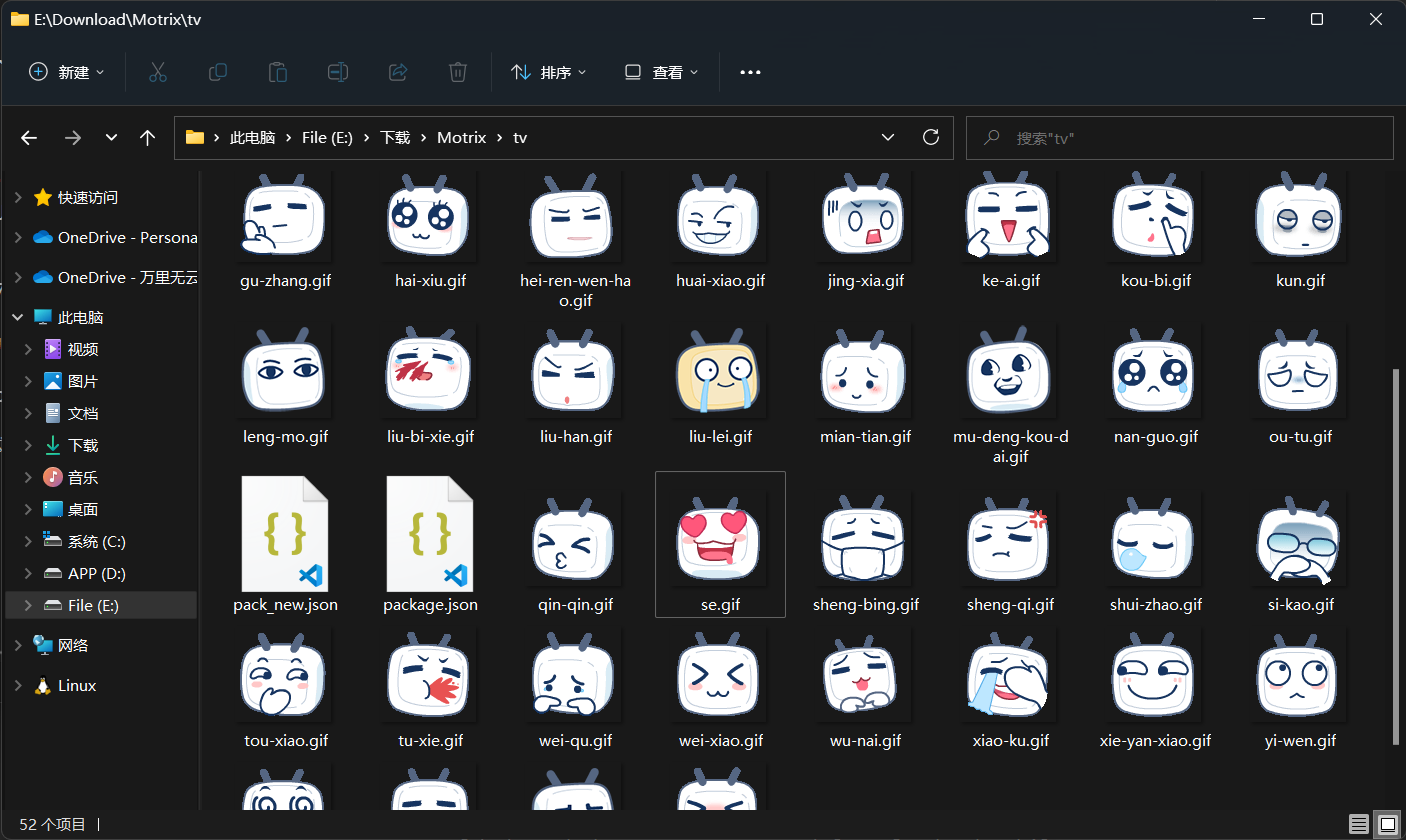 E:\Download\Motrix\tv
新建
排序
查看
此电脑
File (E:)
下载
Motrix
tv
搜索"tv"
快速访问
OneDrive - Persona
OneDrive - 万里无云
此电脑
视频
图片
文档
下载
音乐
桌面
系统 (C:)
APP (D:)
File (E:)
网络
Linux
gu-zhang.gif
hai-xiu.gif
hei-ren-wen-ha
o.gif
huai-xiao.gif
jing-xia.gif
ke-ai.gif
kou-bi.gif
kun.gif
leng-mo.gif
liu-bi-xie.gif
liu-han.gif
liu-lei.gif
mian-tian.gif
mu-deng-kou-d
ai.gif
nan-guo.gif
ou-tu.gif
pack_new.json
package.json
qin-qin.gif
se.gif
sheng-bing.gif
sheng-qi.gif
shui-zhao.gif
si-kao.gif
tou-xiao.gif
tu-xie.gif
wei-qu.gif
wei-xiao.gif
wu-nai.gif
xiao-ku.gif
xie-yan-xiao.gif
yi-wen.gif
52 个项目